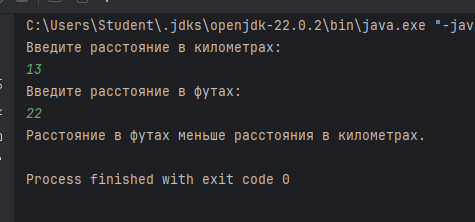 C:\Users\Student\.jdks\openjdk-22.0.2\bin\java.exe "-jav
Введите расстояние в километрах:
13
Введите расстояние в футах:
22
Расстояние в футах меньше расстояния в километрах.
Process finished with exit code 0